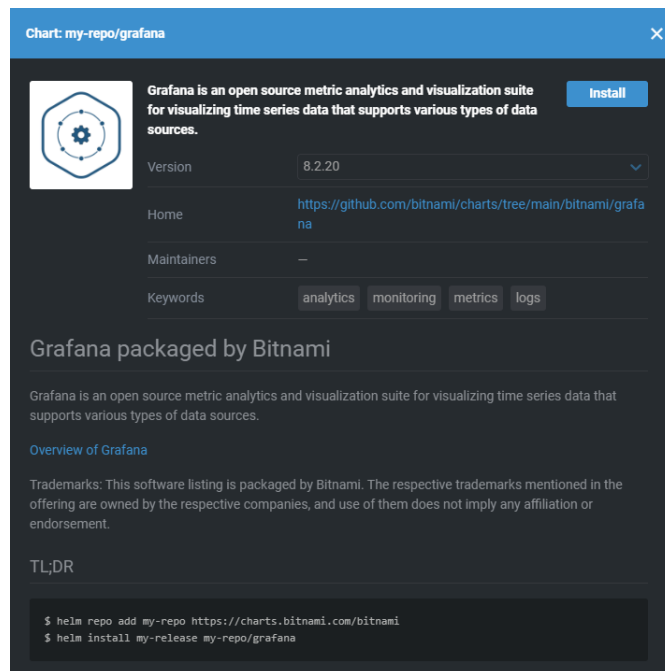 Chart: my-repo/grafana
Grafana is an open source metric analytics and visualization suite
for visualizing time series data that supports various types of data
sources.
Install
Version
8.2.20
Home
https://github.com/bitnami/charts/tree/main/bitnami/grafa
na
Maintainers
—
Keywords
analytics monitoring metrics logs
Grafana packaged by Bitnami
Grafana is an open source metric analytics and visualization suite for visualizing time series data that
supports various types of data sources.
Overview of Grafana
Trademarks: This software listing is packaged by Bitnami. The respective trademarks mentioned in the
offering are owned by the respective companies, and use of them does not imply any affiliation or
endorsement.
TL;DR
$ helm repo add my-repo https://charts.bitnami.com/bitnami
$ helm install my-release my-repo/grafana